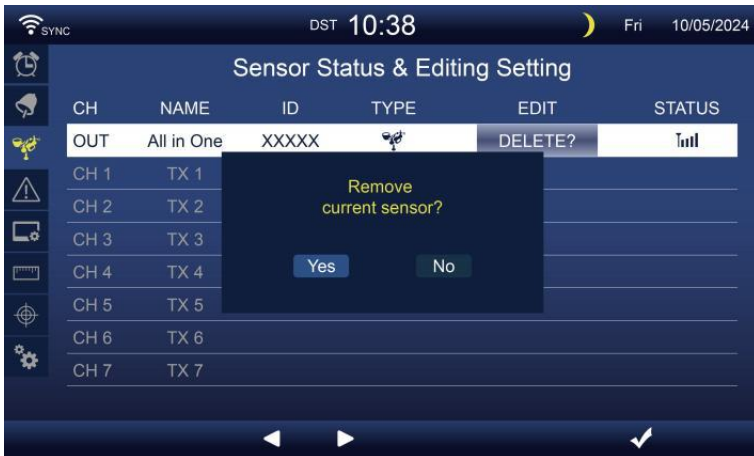 SYNC DST 10:38 Fri 10/05/2024
Sensor Status & Editing Setting
CH NAME ID TYPE EDIT STATUS
OUT All in One XXXXX DELETE?
CH 1 TX 1
Remove
CH 2 TX 2
current sensor?
CH 3 TX 3
CH 4 TX 4
Yes No
CH 5 TX 5
CH 6 TX 6
CH 7 TX 7